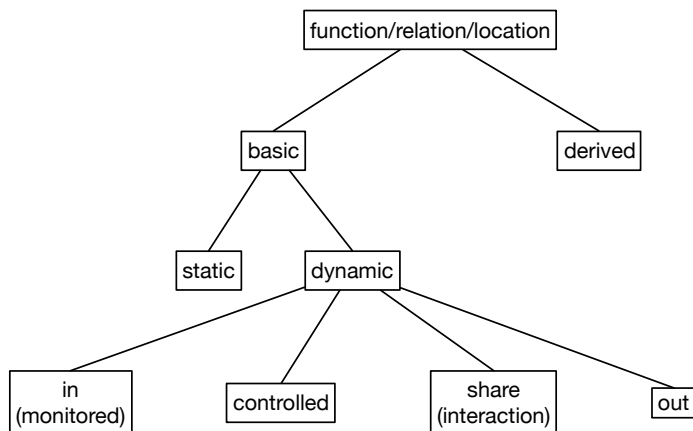 function/relation/location
basic
derived
static
dynamic
in
(monitored)
controlled
share
(interaction)
out